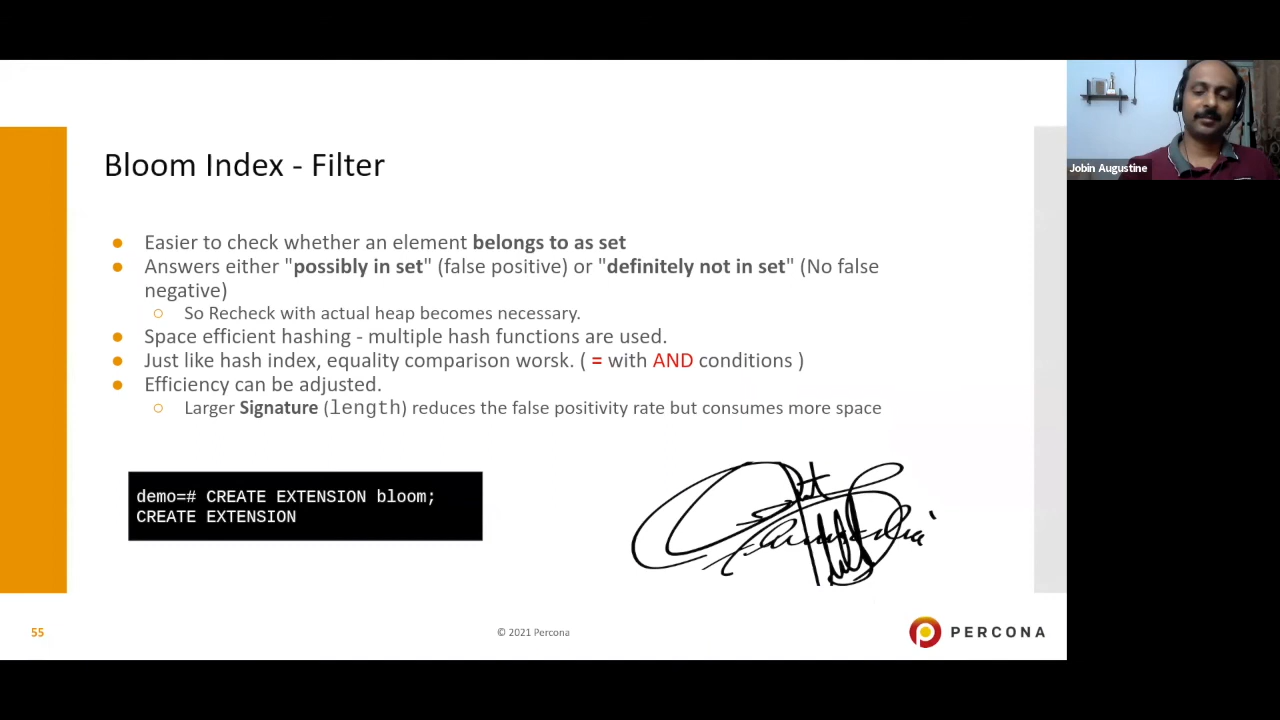 Bloom Index - Filter
Jobin Augustine
● Easier to check whether an element belongs to as set
● Answers either "possibly in set" (false positive) or "definitely not in set" (No false
negative)
○ So Recheck with actual heap becomes necessary.
● Space efficient hashing - multiple hash functions are used.
● Just like hash index, equality comparison worsk. ( = with AND conditions )
● Efficiency can be adjusted.
○ Larger Signature (length) reduces the false positivity rate but consumes more space
demo=# CREATE EXTENSION bloom;
CREATE EXTENSION
55
© 2021 Percona
PERCONA